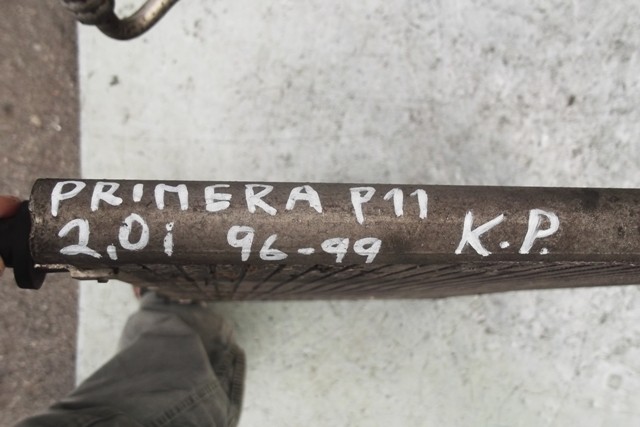 PRIMERA P11
2,0i 96-99 K.P.